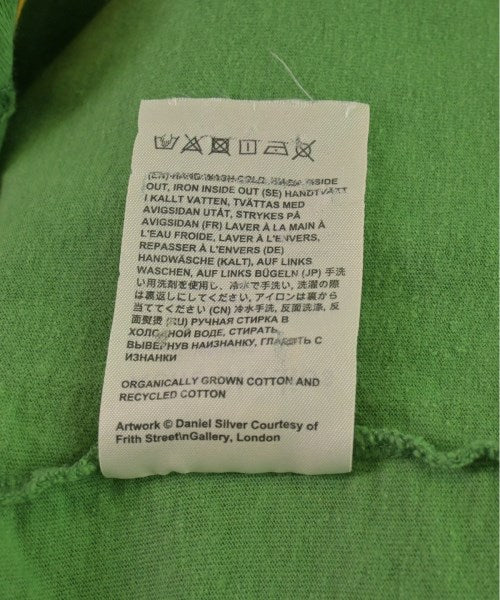 (EN) HAND WASH COLD, WASH INSIDE
OUT, IRON INSIDE OUT (SE) HANDTVÄTT
I KALLT VATTEN, TVÄTTAS MED
AVIGSIDAN UTÅT, STRYKES PÅ
AVIGSIDAN (FR) LAVER À LA MAIN À
L'EAU FROIDE, LAVER À L'ENVERS,
REPASSER À L'ENVERS (DE)
HANDWÄSCHE (KALT), AUF LINKS
WASCHEN, AUF LINKS BÜGELN (JP) 手洗
い用洗剤を使用し、冷水で手洗い、洗濯の際
は裏返しにしてください、アイロンは裏から
当ててください (CN) 冷水手洗, 反面洗涤, 反
面熨烫 (RU) РУЧНАЯ СТИРКА В
ХОЛОДНОЙ ВОДЕ, СТИРАТЬ,
ВЫВЕРНУВ НАИЗНАНКУ, ГЛАДИТЬ С
ИЗНАНКИ
ORGANICALLY GROWN COTTON AND
RECYCLED COTTON
Artwork © Daniel Silver Courtesy of
Frith Street\nGallery, London